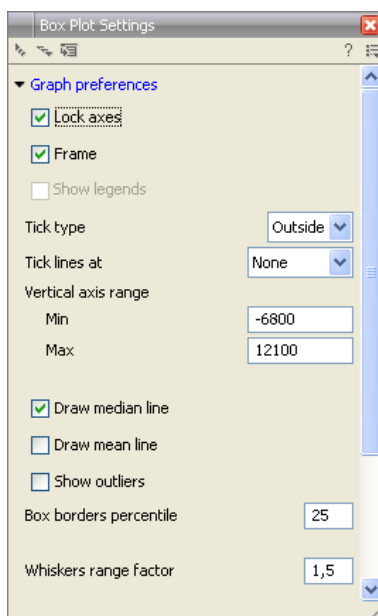 Box Plot Settings
?
Graph preferences
Lock axes
Frame
Show legends
Tick type Outside
Tick lines at None
Vertical axis range
Min -6800
Max 12100
Draw median line
Draw mean line
Show outliers
Box borders percentile 25
Whiskers range factor 1,5